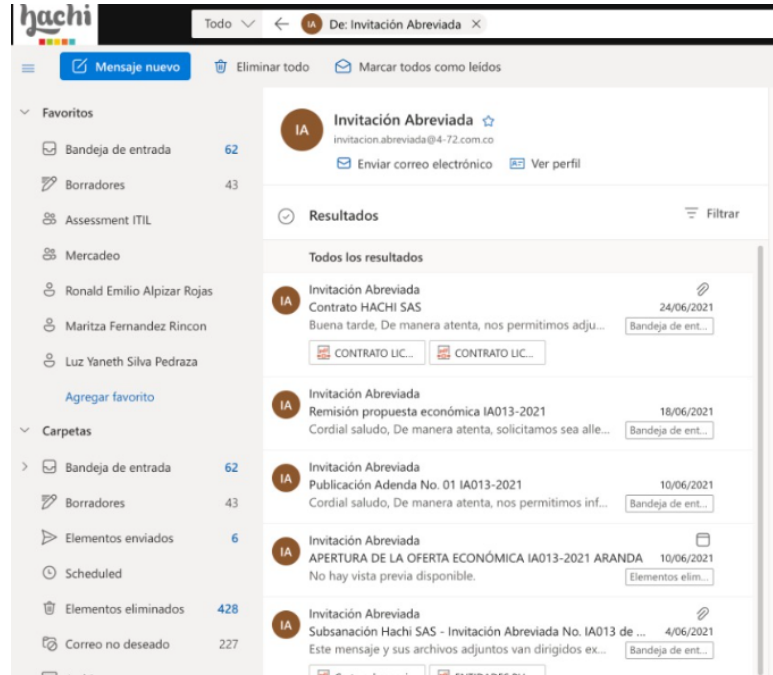 hachi
Todo
IA De: Invitación Abreviada
Mensaje nuevo Eliminar todo Marcar todos como leídos
Favoritos
Bandeja de entrada 62
Borradores 43
Assessment ITIL
Mercadeo
Ronald Emilio Alpizar Rojas
Maritza Fernandez Rincon
Luz Yaneth Silva Pedraza
Agregar favorito
Carpetas
Bandeja de entrada 62
Borradores 43
Elementos enviados 6
Scheduled
Elementos eliminados 428
Correo no deseado 227
IA
Invitación Abreviada
invitacion.abreviada@4-72.com.co
Enviar correo electrónico Ver perfil
Resultados Filtrar
Todos los resultados
IA
Invitación Abreviada
Contrato HACHI SAS 24/06/2021
Buena tarde, De manera atenta, nos permitimos adju... Bandeja de ent...
CONTRATO LIC... CONTRATO LIC...
IA
Invitación Abreviada
Remisión propuesta económica IA013-2021 18/06/2021
Cordial saludo, De manera atenta, solicitamos sea alle... Bandeja de ent...
IA
Invitación Abreviada
Publicación Adenda No. 01 IA013-2021 10/06/2021
Cordial saludo, De manera atenta, nos permitimos inf... Bandeja de ent...
IA
Invitación Abreviada
APERTURA DE LA OFERTA ECONÓMICA IA013-2021 ARANDA 10/06/2021
No hay vista previa disponible. Elementos elim...
IA
Invitación Abreviada
Subsanación Hachi SAS - Invitación Abreviada No. IA013 de ... 4/06/2021
Este mensaje y sus archivos adjuntos van dirigidos ex... Bandeja de ent...